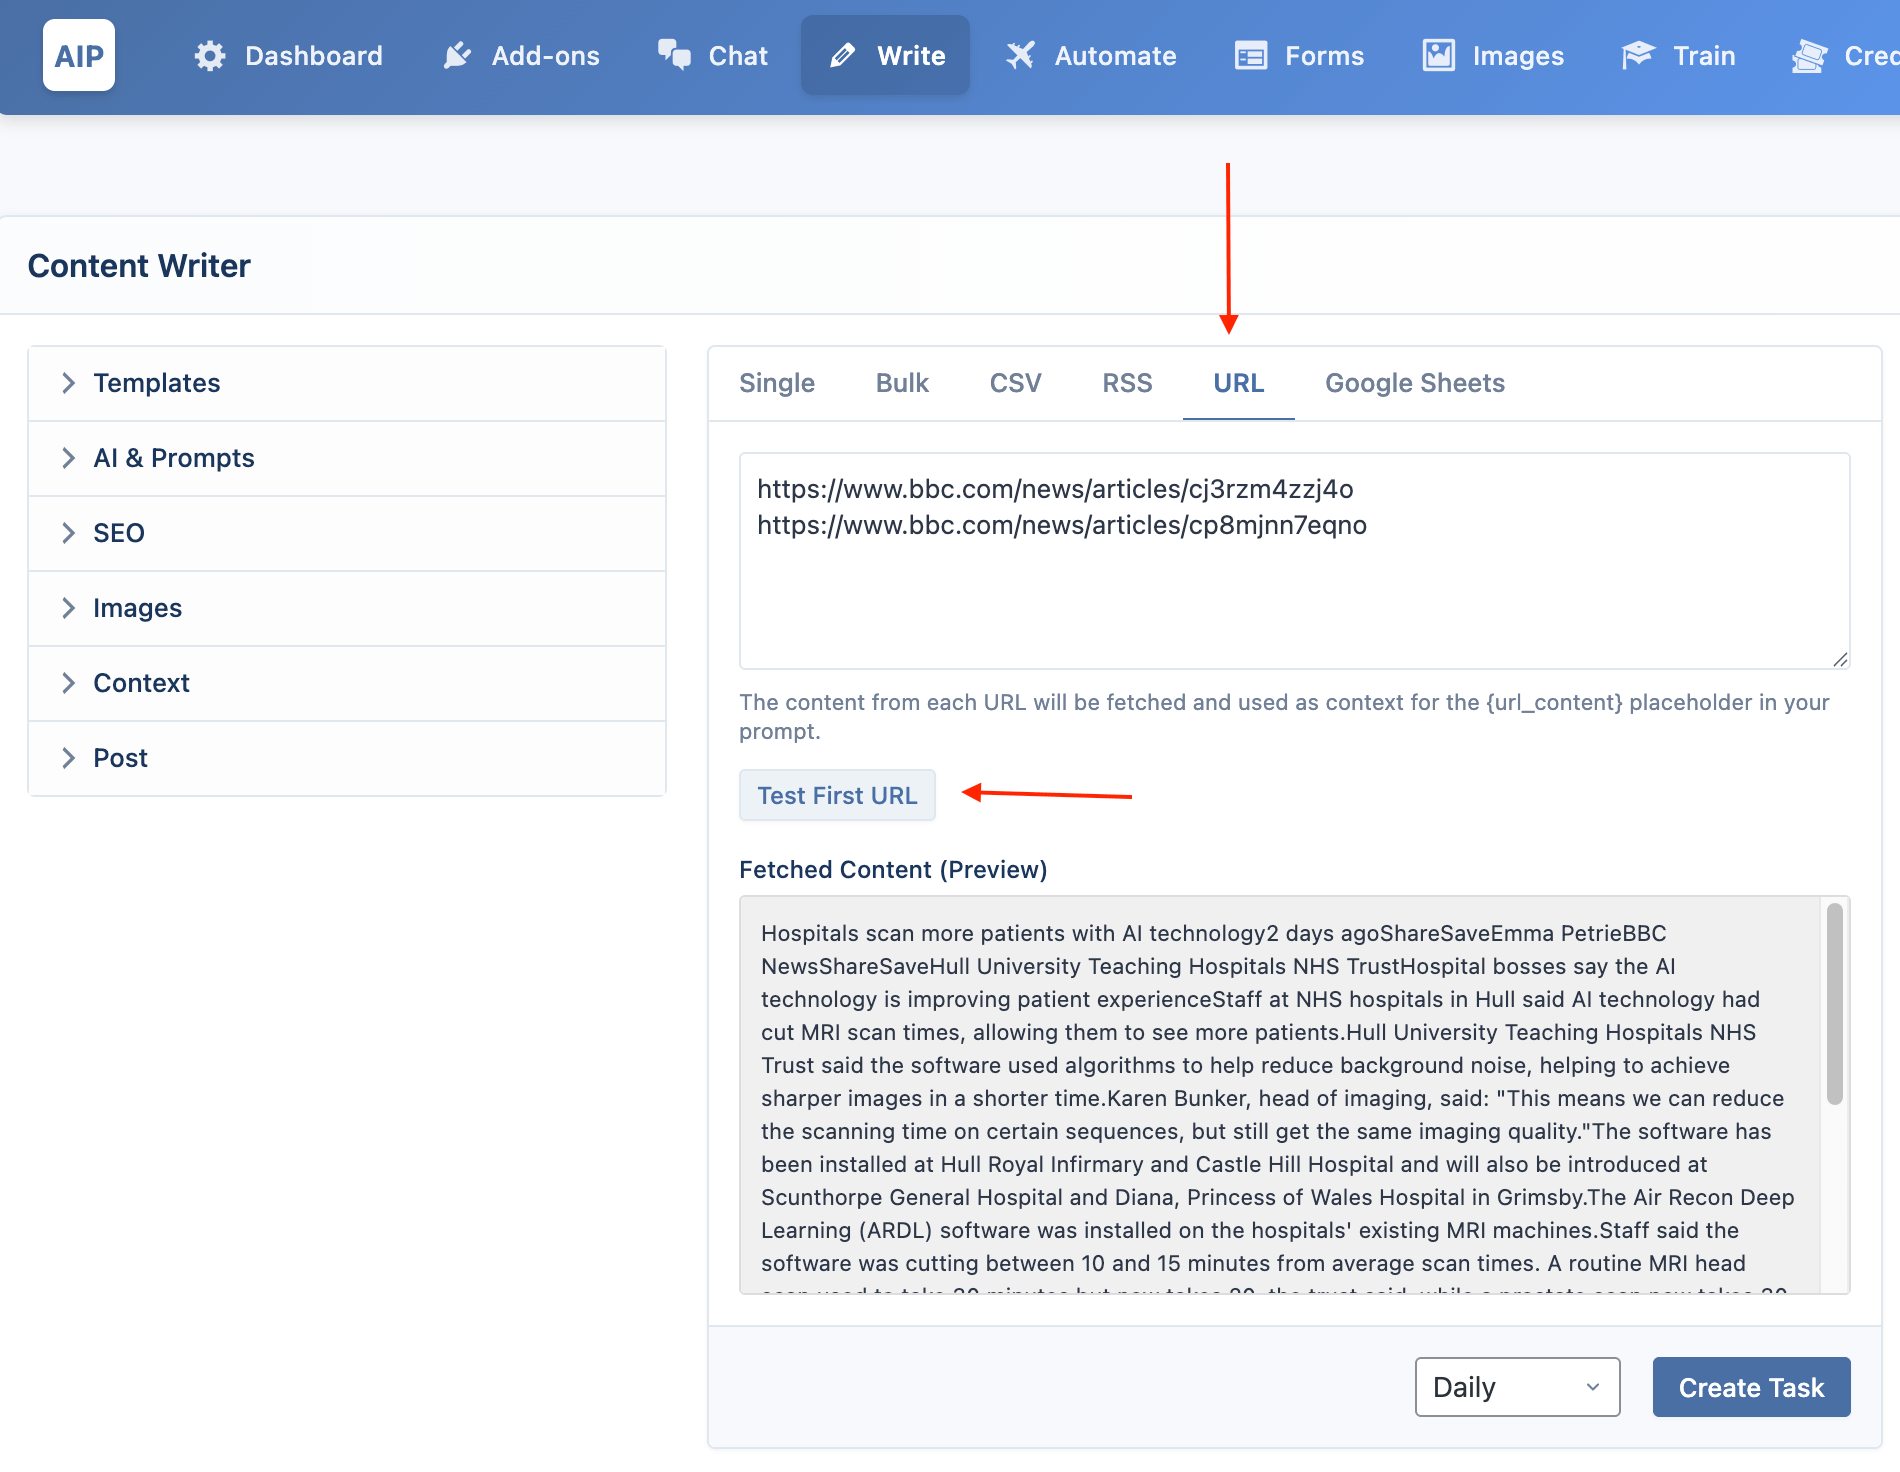 AIP
Dashboard
Add-ons
Chat
Write
Automate
Forms
Images
Train
Content Writer
Templates
AI & Prompts
SEO
Images
Context
Post
Single
Bulk
CSV
RSS
URL
Google Sheets
https://www.bbc.com/news/articles/cj3rzm4zzj4o
https://www.bbc.com/news/articles/cp8mjnn7eqno
The content from each URL will be fetched and used as context for the {url_content} placeholder in your
prompt.
Test First URL
Fetched Content (Preview)
Hospitals scan more patients with AI technology2 days agoShareSaveEmma PetrieBBC
NewsShareSaveHull University Teaching Hospitals NHS TrustHospital bosses say the AI
technology is improving patient experienceStaff at NHS hospitals in Hull said AI technology had
cut MRI scan times, allowing them to see more patients.Hull University Teaching Hospitals NHS
Trust said the software used algorithms to help reduce background noise, helping to achieve
sharper images in a shorter time.Karen Bunker, head of imaging, said: "This means we can reduce
the scanning time on certain sequences, but still get the same imaging quality."The software has
been installed at Hull Royal Infirmary and Castle Hill Hospital and will also be introduced at
Scunthorpe General Hospital and Diana, Princess of Wales Hospital in Grimsby.The Air Recon Deep
Learning (ARDL) software was installed on the hospitals' existing MRI machines.Staff said the
software was cutting between 10 and 15 minutes from average scan times. A routine MRI head
Daily
Create Task